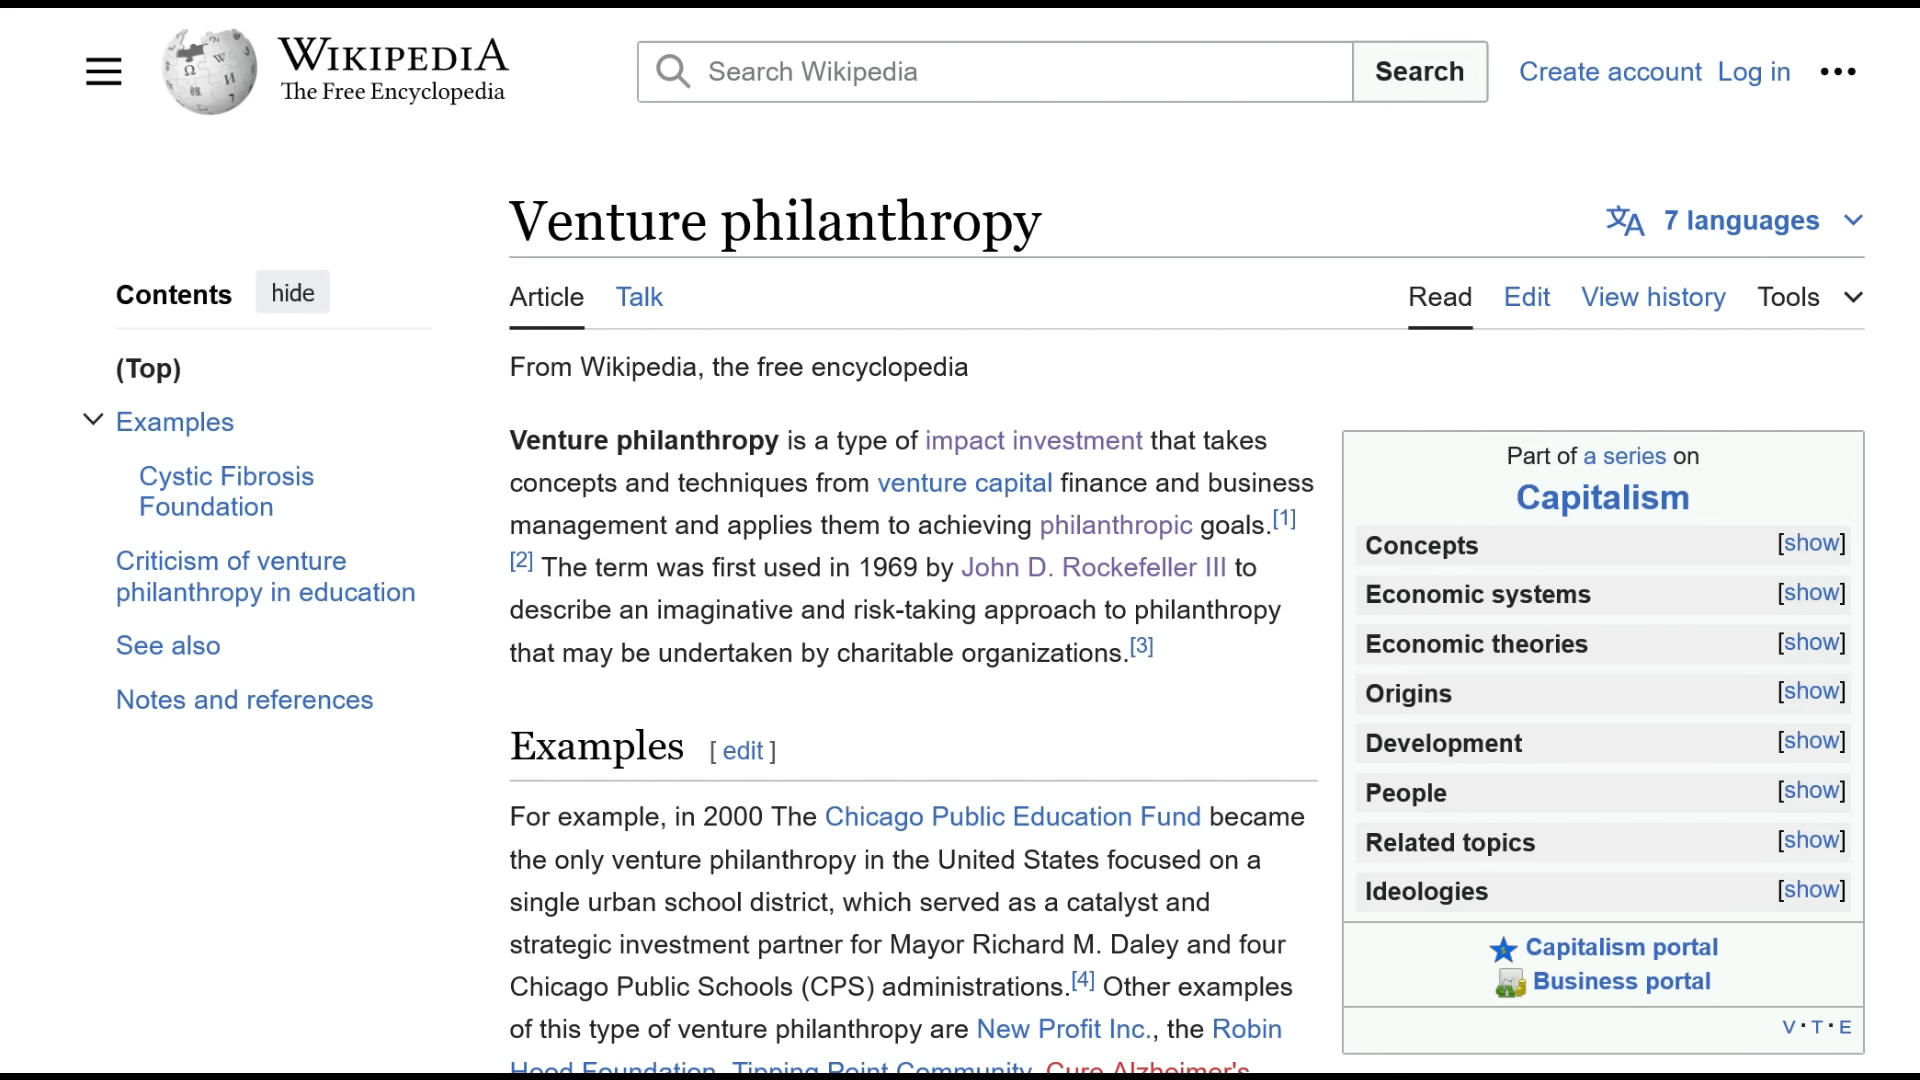 WIKIPEDIA
The Free Encyclopedia
Search Wikipedia
Search
Create account Log in
Venture philanthropy
7 languages
Contents hide
Article Talk
Read Edit View history Tools
(Top)
Examples
Cystic Fibrosis
Foundation
Criticism of venture
philanthropy in education
See also
Notes and references
From Wikipedia, the free encyclopedia
Venture philanthropy is a type of impact investment that takes
concepts and techniques from venture capital finance and business
management and applies them to achieving philanthropic goals.[1]
[2] The term was first used in 1969 by John D. Rockefeller III to
describe an imaginative and risk-taking approach to philanthropy
that may be undertaken by charitable organizations.[3]
Examples [ edit ]
For example, in 2000 The Chicago Public Education Fund became
the only venture philanthropy in the United States focused on a
single urban school district, which served as a catalyst and
strategic investment partner for Mayor Richard M. Daley and four
Chicago Public Schools (CPS) administrations.[4] Other examples
of this type of venture philanthropy are New Profit Inc., the Robin
Hood Foundation, Tipping Point Community, Cure Alzheimer's
Part of a series on
Capitalism
Concepts [show]
Economic systems [show]
Economic theories [show]
Origins [show]
Development [show]
People [show]
Related topics [show]
Ideologies [show]
Capitalism portal
Business portal
V · T · E